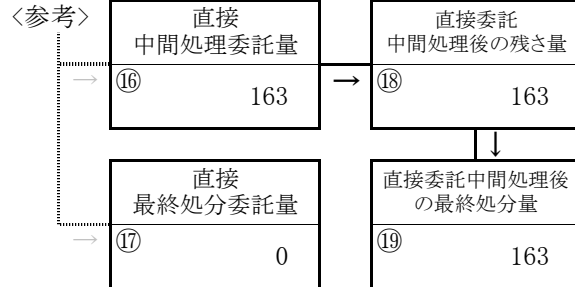 〈参考〉
直接
中間処理委託量
⑯
163
→
→
直接委託
中間処理後の残さ量
⑱
163
↓
直接
最終処分委託量
→
⑰
0
直接委託中間処理後
の最終処分量
⑲
163